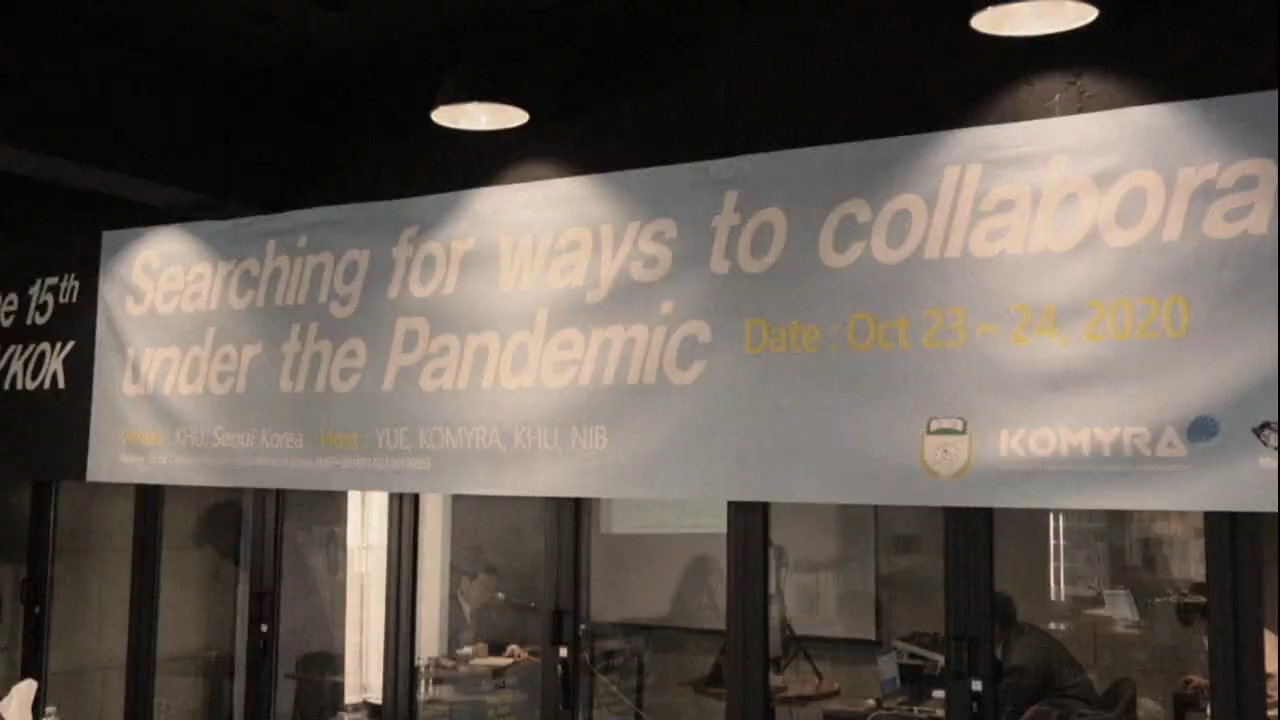 15th
KOK
Searching for ways to collabora
under the Pandemic
Date : Oct 23 ~ 24, 2020
Venue : KHU, Seoul Korea Host : YUE, KOMYRA, KHU, NIB
KOMYRA